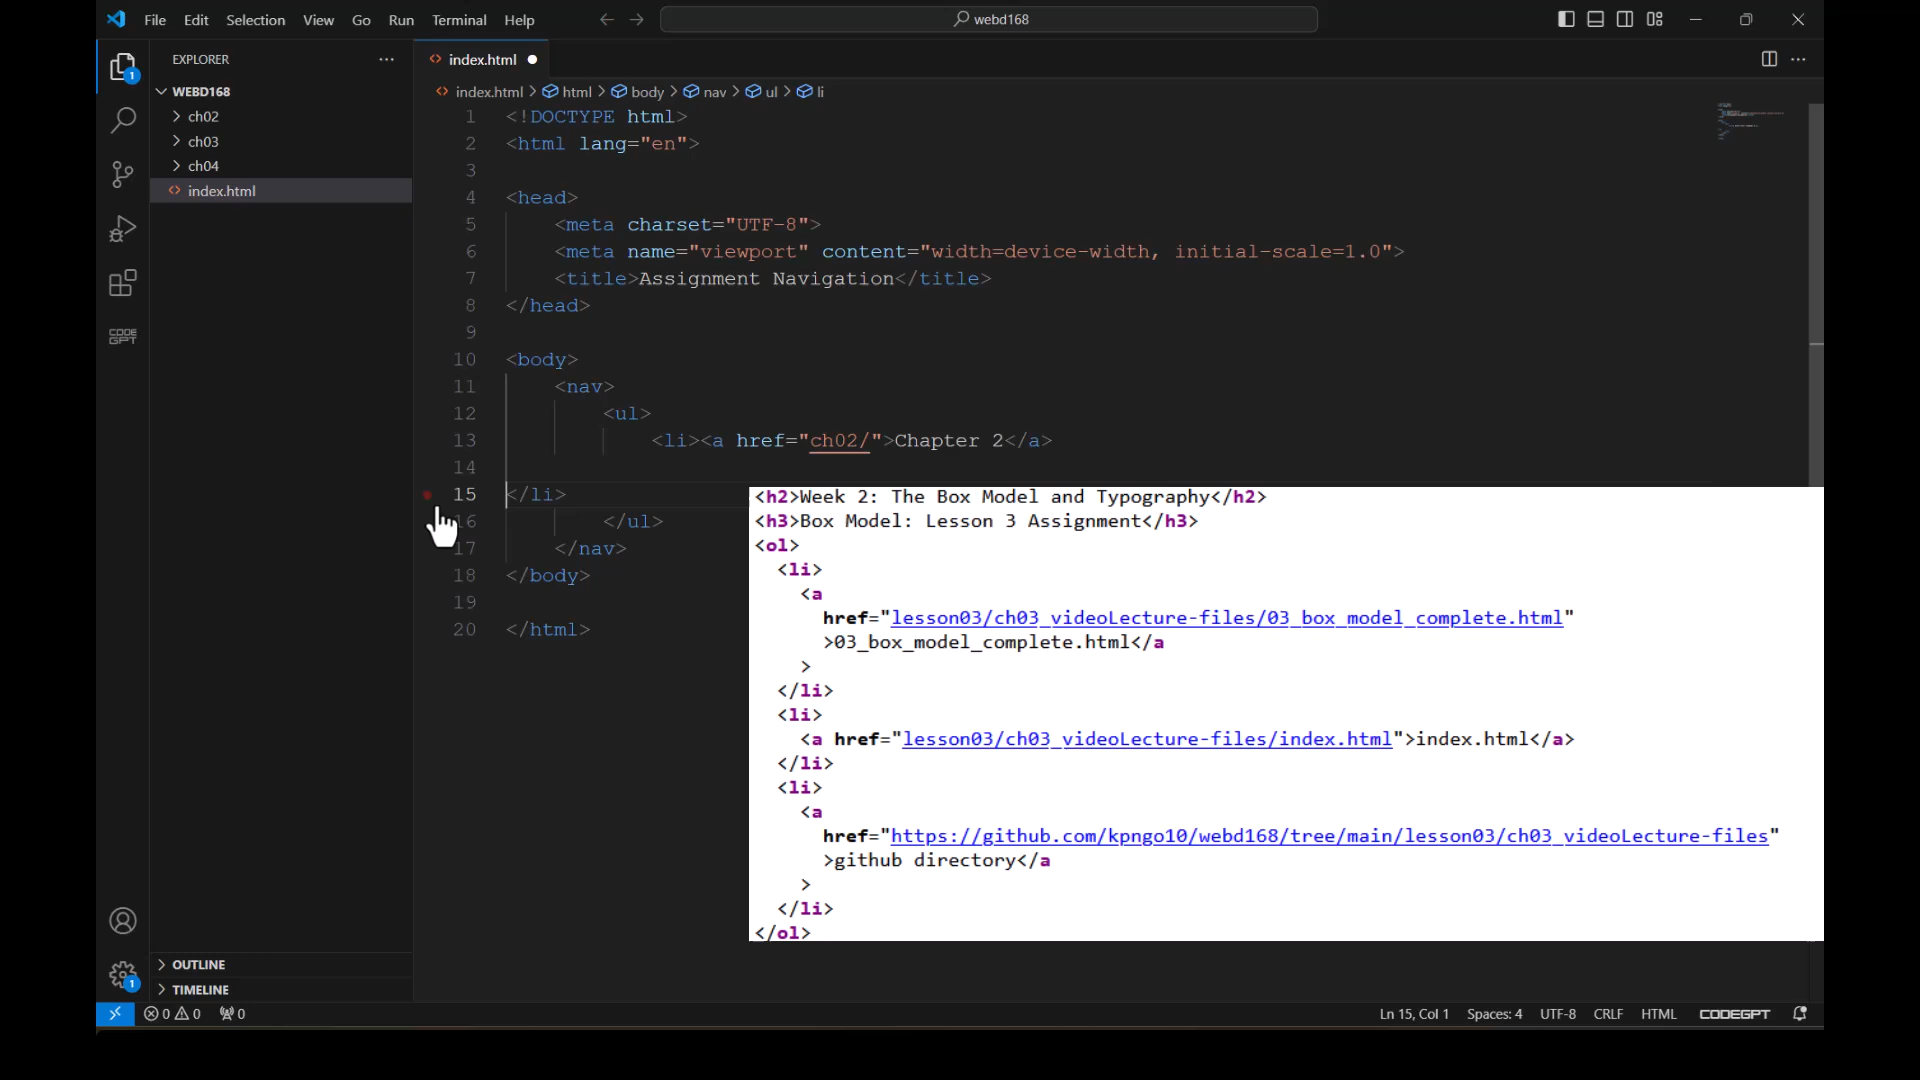 File Edit Selection View Go Run Terminal Help
webd168
EXPLORER
WEBD168
ch02
ch03
ch04
index.html
OUTLINE
TIMELINE
CODE
GPT
1
1
index.html
index.html > html > body > nav > ul > li
1 <!DOCTYPE html>
2 <html lang="en">
3
4 <head>
5 <meta charset="UTF-8">
6 <meta name="viewport" content="width=device-width, initial-scale=1.0">
7 <title>Assignment Navigation</title>
8 </head>
9
10 <body>
11 <nav>
12 <ul>
13 <li><a href="ch02/">Chapter 2</a>
14
15 </li>
16 </ul>
17 </nav>
18 </body>
19
20 </html>
<h2>Week 2: The Box Model and Typography</h2>
<h3>Box Model: Lesson 3 Assignment</h3>
<ol>
<li>
<a
href="lesson03/ch03_videoLecture-files/03_box_model_complete.html"
>03_box_model_complete.html</a
>
</li>
<li>
<a href="lesson03/ch03_videoLecture-files/index.html">index.html</a>
</li>
<li>
<a
href="https://github.com/kpngo10/webd168/tree/main/lesson03/ch03_videoLecture-files"
>github directory</a
>
</li>
</ol>
0 0 0
Ln 15, Col 1 Spaces: 4 UTF-8 CRLF HTML CODEGPT